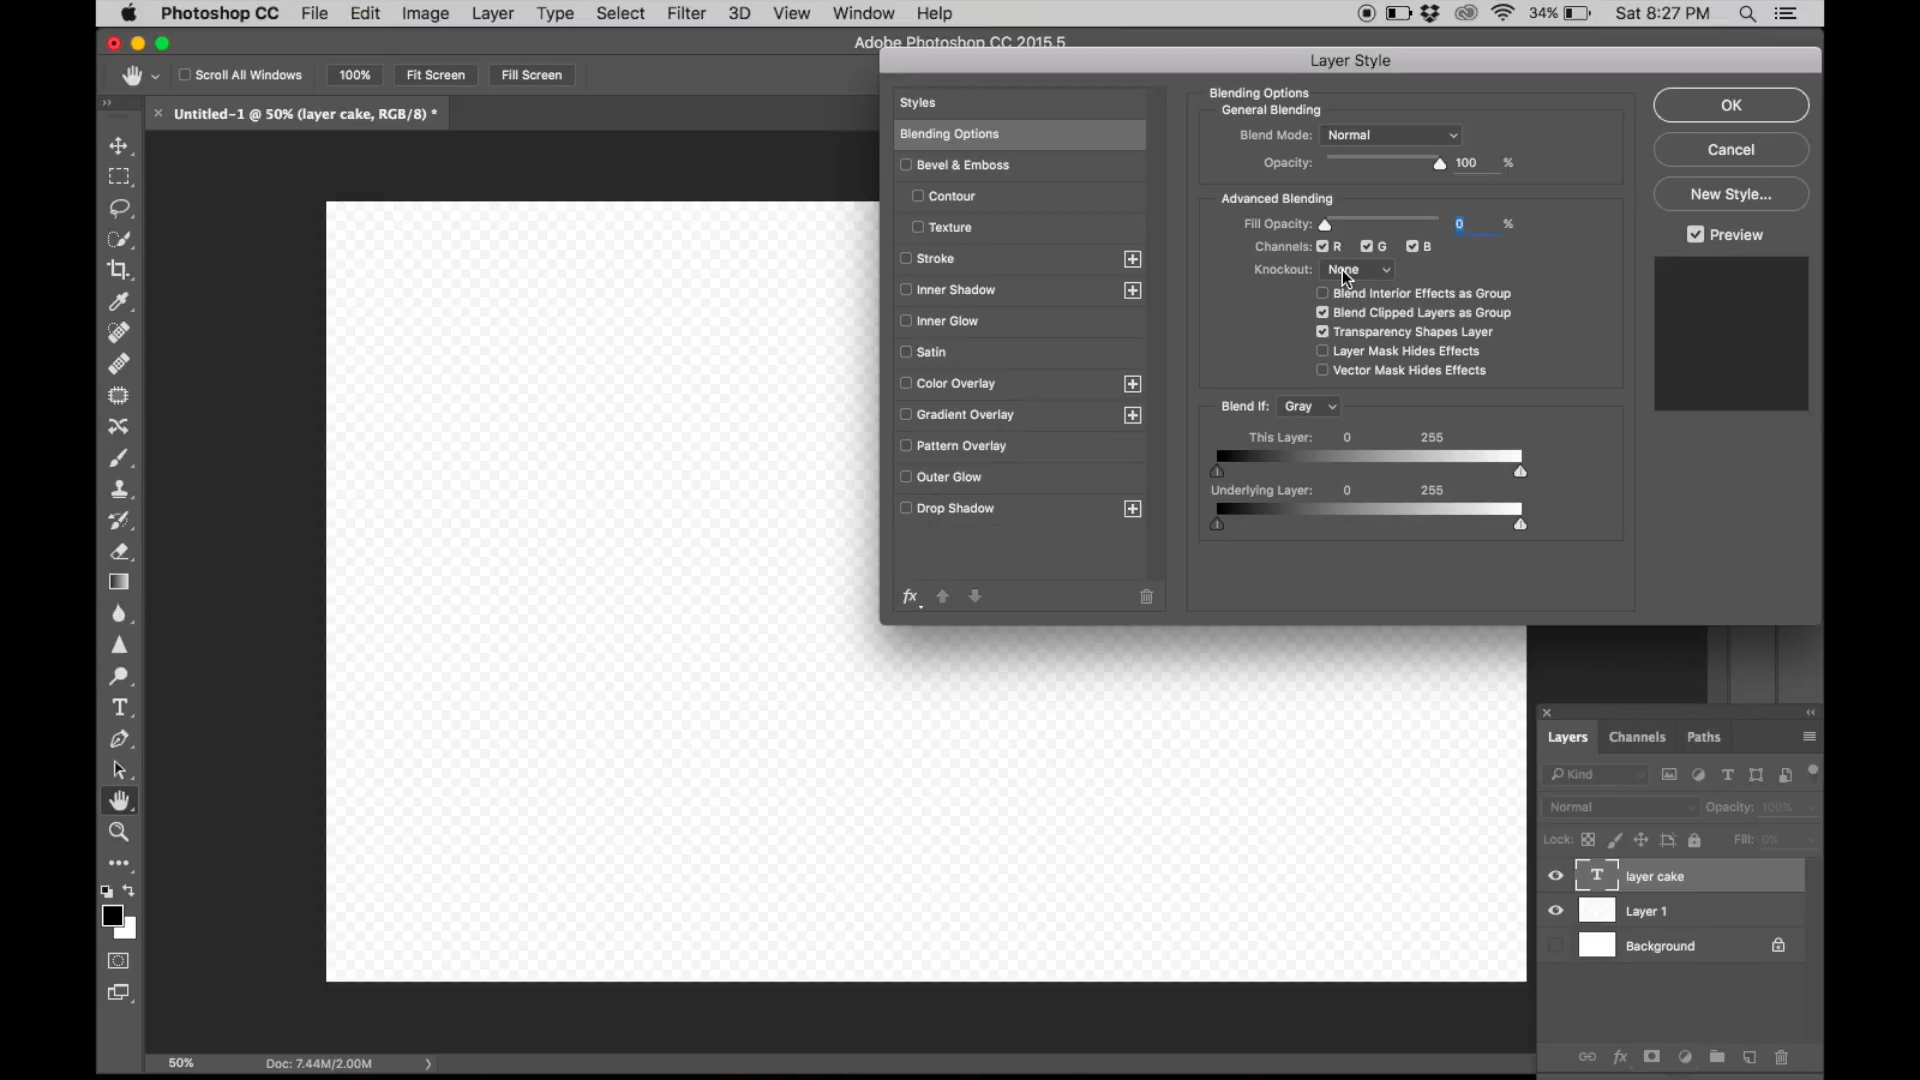 Photoshop CC File Edit Image Layer Type Select Filter 3D View Window Help 34% Sat 8:27 PM
Adobe Photoshop CC 2015.5
Scroll All Windows 100% Fit Screen Fill Screen
Untitled-1 @ 50% (layer cake, RGB/8) *
Layer Style
Styles
Blending Options
Bevel & Emboss
Contour
Texture
Stroke
Inner Shadow
Inner Glow
Satin
Color Overlay
Gradient Overlay
Pattern Overlay
Outer Glow
Drop Shadow
fx
Blending Options
General Blending
Blend Mode: Normal
Opacity: 100 %
Advanced Blending
Fill Opacity: 0 %
Channels: R G B
Knockout: None
Blend Interior Effects as Group
Blend Clipped Layers as Group
Transparency Shapes Layer
Layer Mask Hides Effects
Vector Mask Hides Effects
Blend If: Gray
This Layer: 0 255
Underlying Layer: 0 255
OK
Cancel
New Style...
Preview
Layers Channels Paths
Kind
Normal Opacity: 100%
Lock: Fill: 0%
T layer cake
Layer 1
Background
fx
50% Doc: 7.44M/2.00M